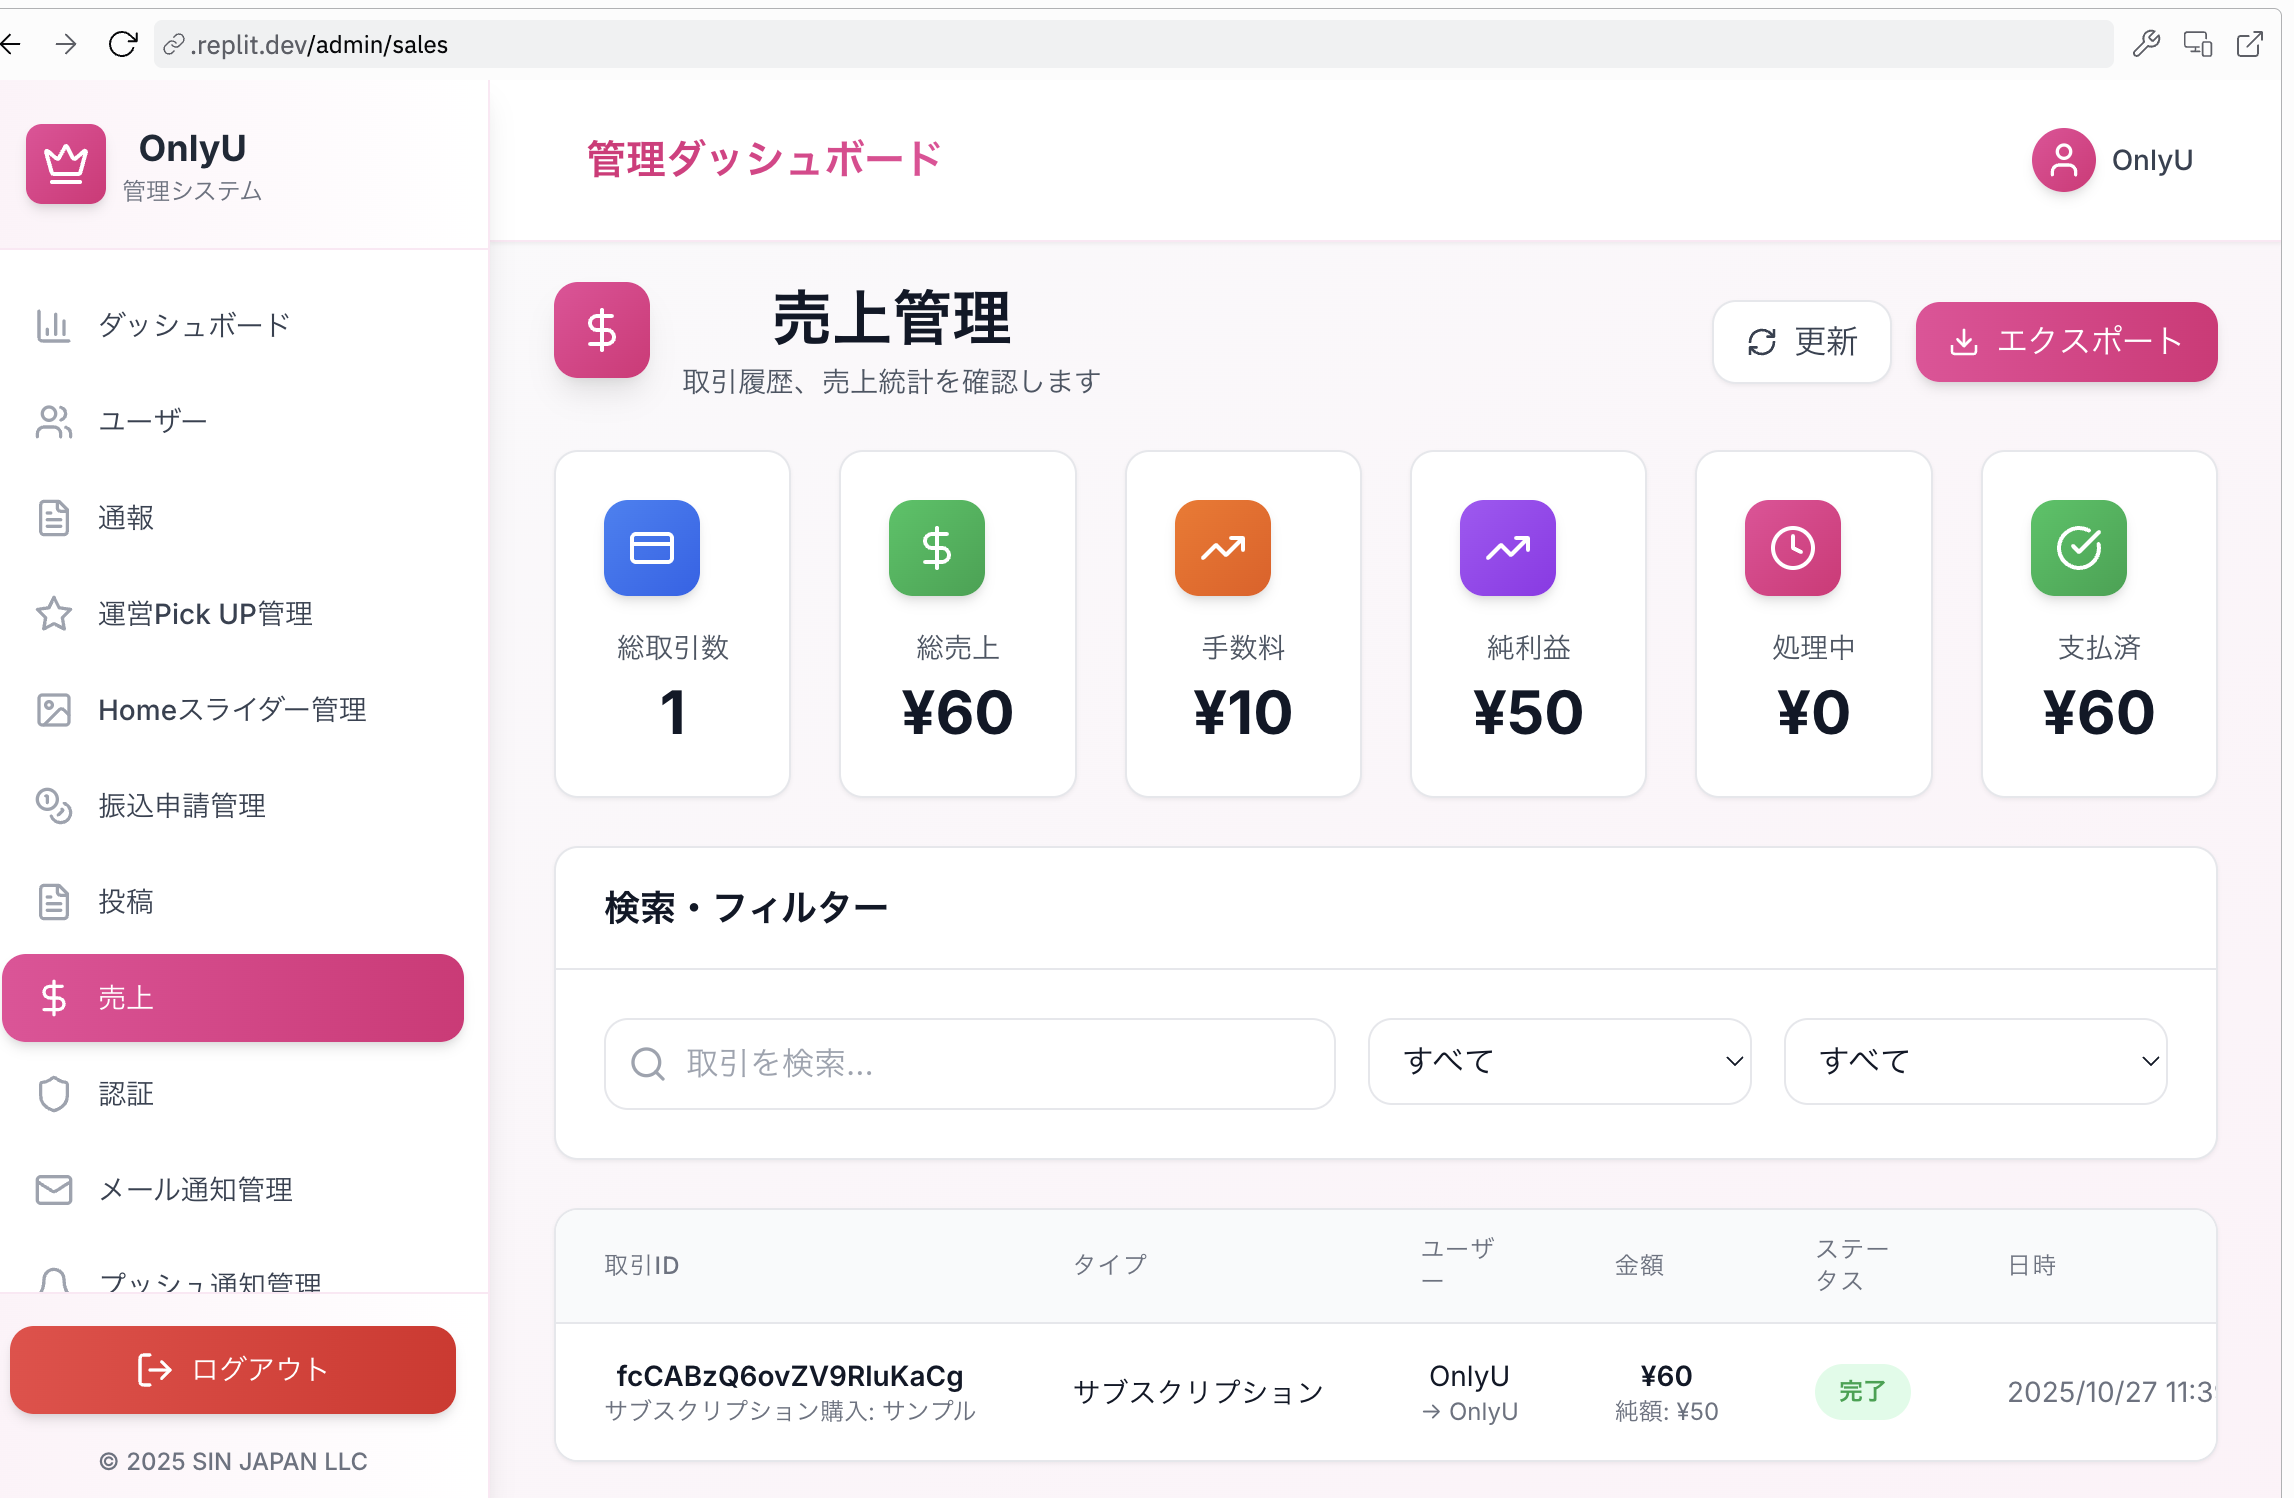 .replit.dev/admin/sales
OnlyU
管理システム
管理ダッシュボード
OnlyU
ダッシュボード
ユーザー
通報
運営Pick UP管理
Homeスライダー管理
振込申請管理
投稿
売上
認証
メール通知管理
プッシュ通知管理
ログアウト
© 2025 SIN JAPAN LLC
売上管理
取引履歴、売上統計を確認します
更新
エクスポート
総取引数
1
総売上
¥60
手数料
¥10
純利益
¥50
処理中
¥0
支払済
¥60
検索・フィルター
取引を検索...
すべて
すべて
取引ID
タイプ
ユーザ
ー
金額
ステー
タス
日時
fcCABzQ6ovZV9RluKaCg
サブスクリプション購入: サンプル
サブスクリプション
OnlyU
→ OnlyU
¥60
純額: ¥50
完了
2025/10/27 11:3